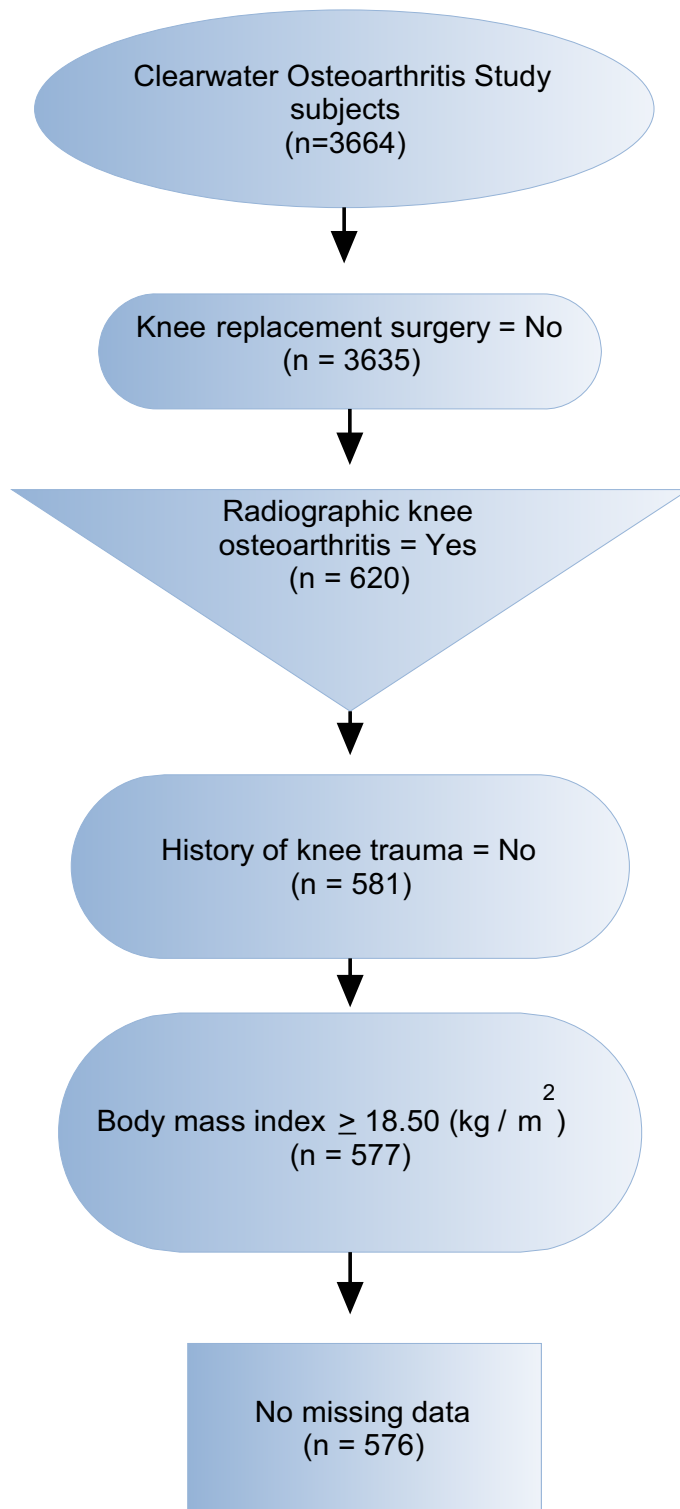 Clearwater Osteoarthritis Study
subjects
(n=3664)
Knee replacement surgery = No
(n = 3635)
Radiographic knee
osteoarthritis = Yes
(n = 620)
History of knee trauma = No
(n = 581)
Body mass index ≥ 18.50 (kg / m²)
(n = 577)
No missing data
(n = 576)